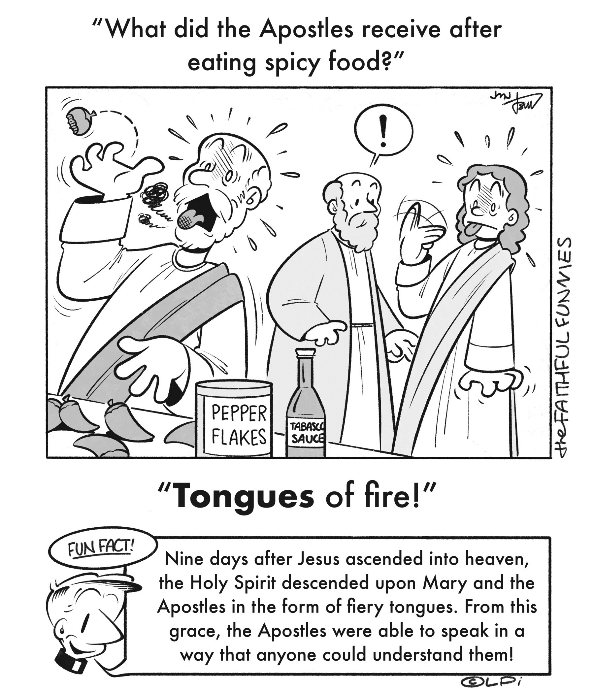 "What did the Apostles receive after
eating spicy food?"
!
PEPPER
FLAKES
TABASCO
SAUCE
the FAITHFUL FUNNIES
"Tongues of fire!"
FUN FACT!
Nine days after Jesus ascended into heaven,
the Holy Spirit descended upon Mary and the
Apostles in the form of fiery tongues. From this
grace, the Apostles were able to speak in a
way that anyone could understand them!
©LPi